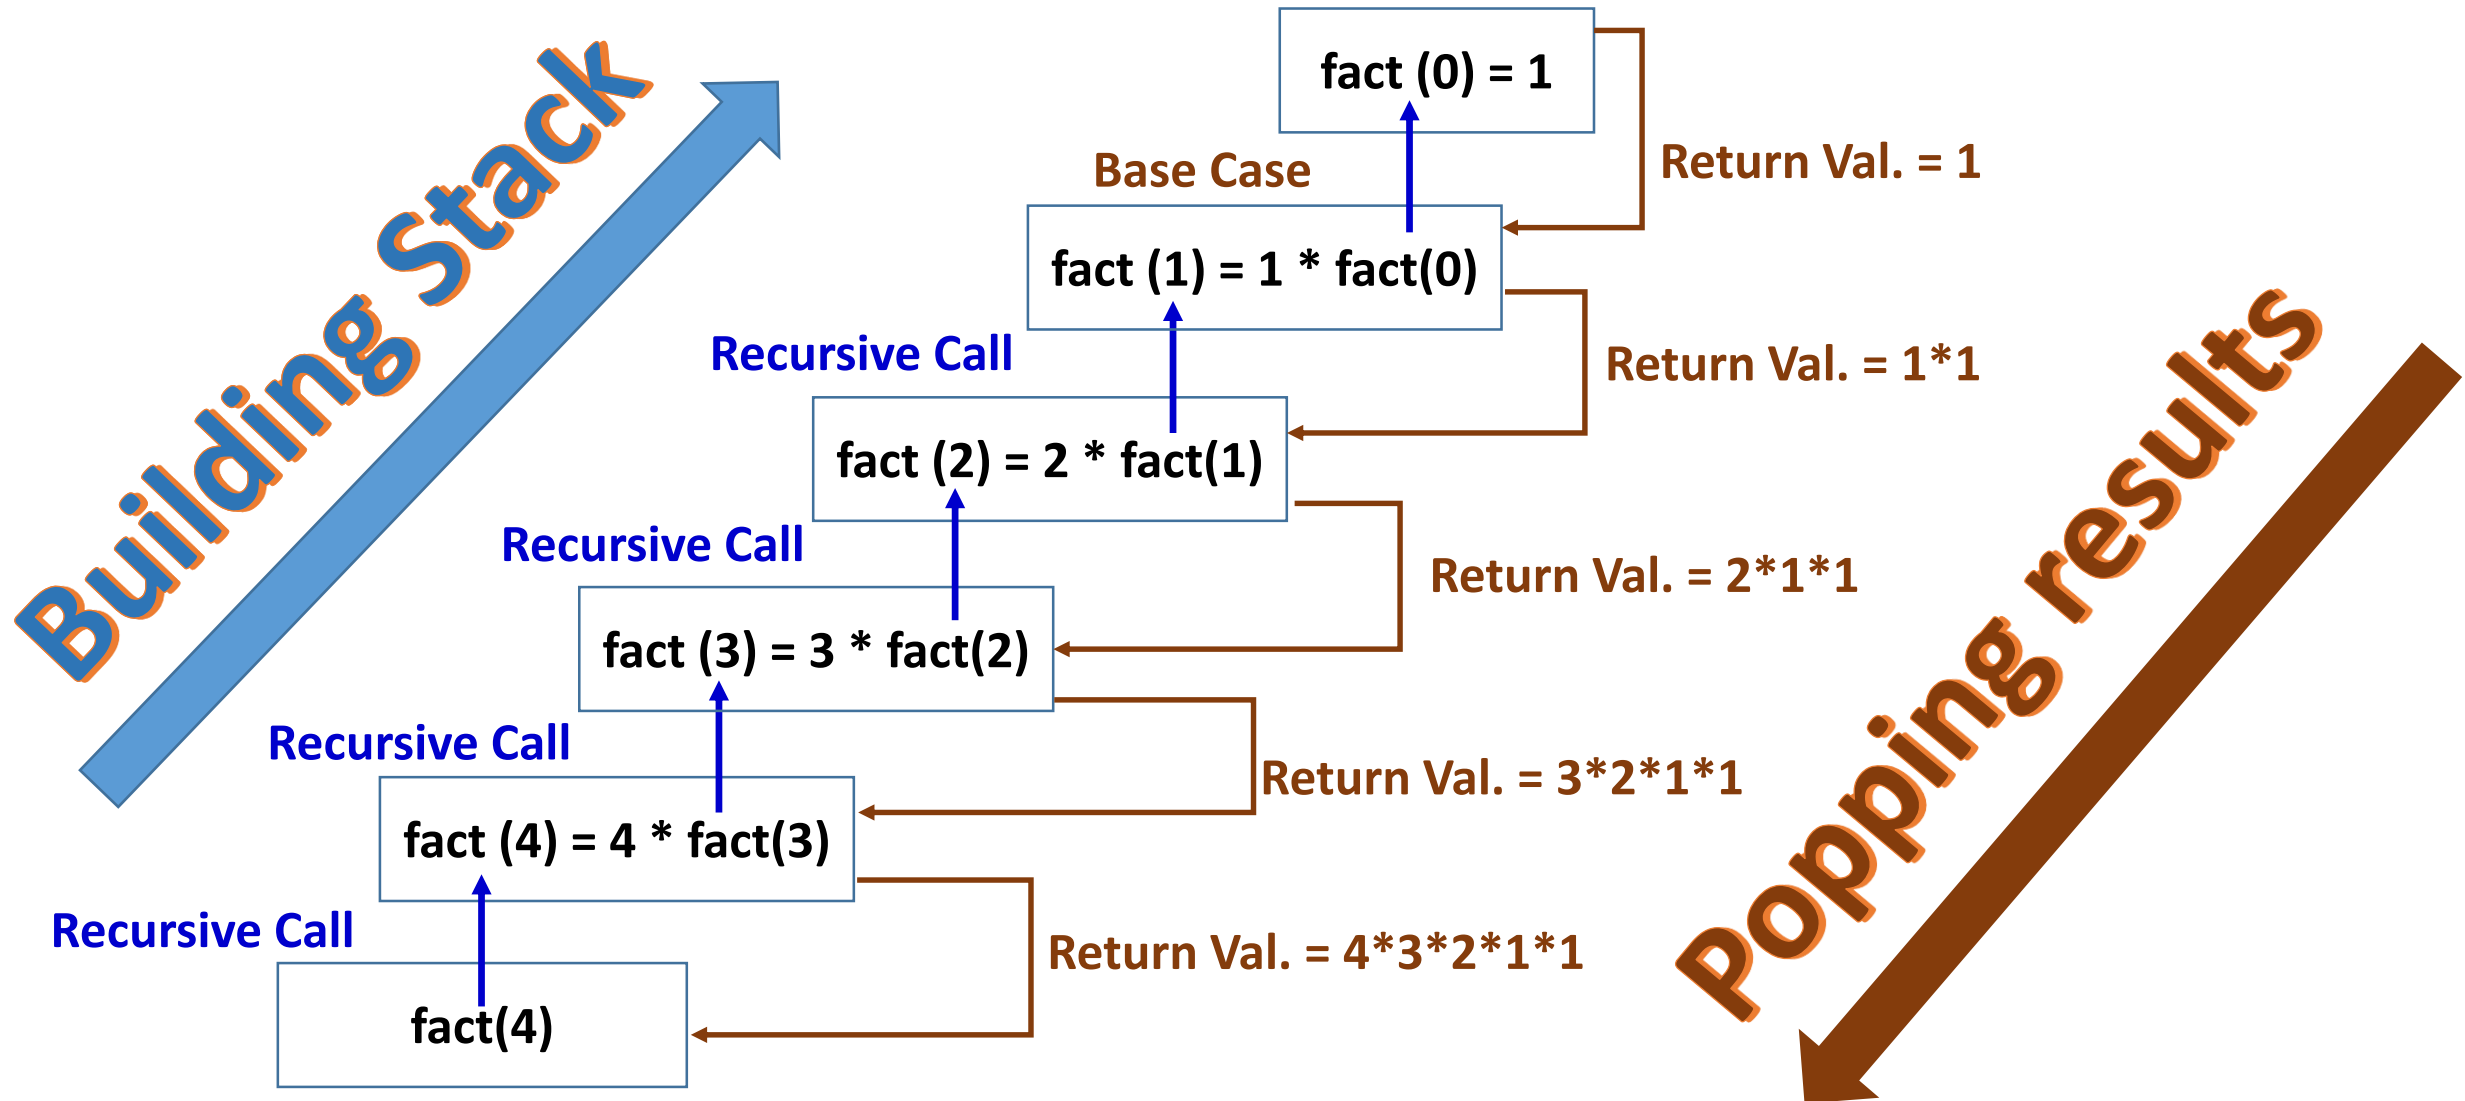 Building Stack
fact (0) = 1
Return Val. = 1
Base Case
fact (1) = 1 * fact(0)
Recursive Call
Return Val. = 1*1
fact (2) = 2 * fact(1)
Recursive Call
Return Val. = 2*1*1
fact (3) = 3 * fact(2)
Recursive Call
Return Val. = 3*2*1*1
fact (4) = 4 * fact(3)
Recursive Call
Return Val. = 4*3*2*1*1
fact(4)
Popping results